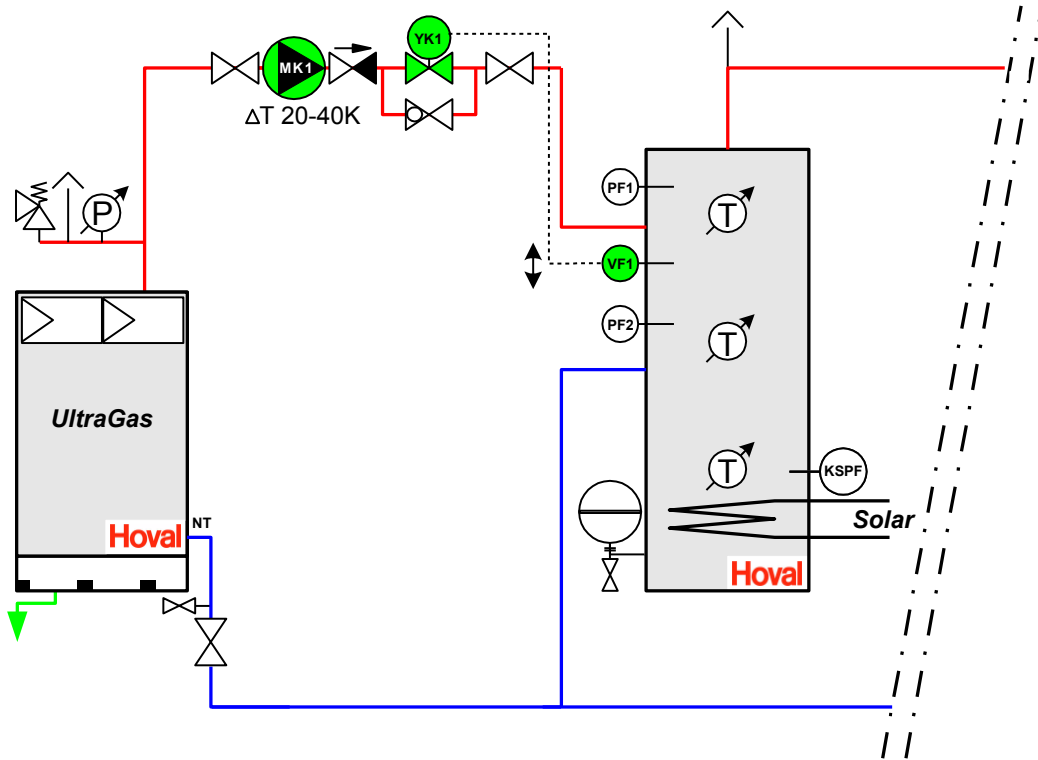 YK1
MK1
ΔT 20-40K
P
PF1
T
VF1
PF2
T
UltraGas
T
KSPF
Solar
NT
Hoval
Hoval